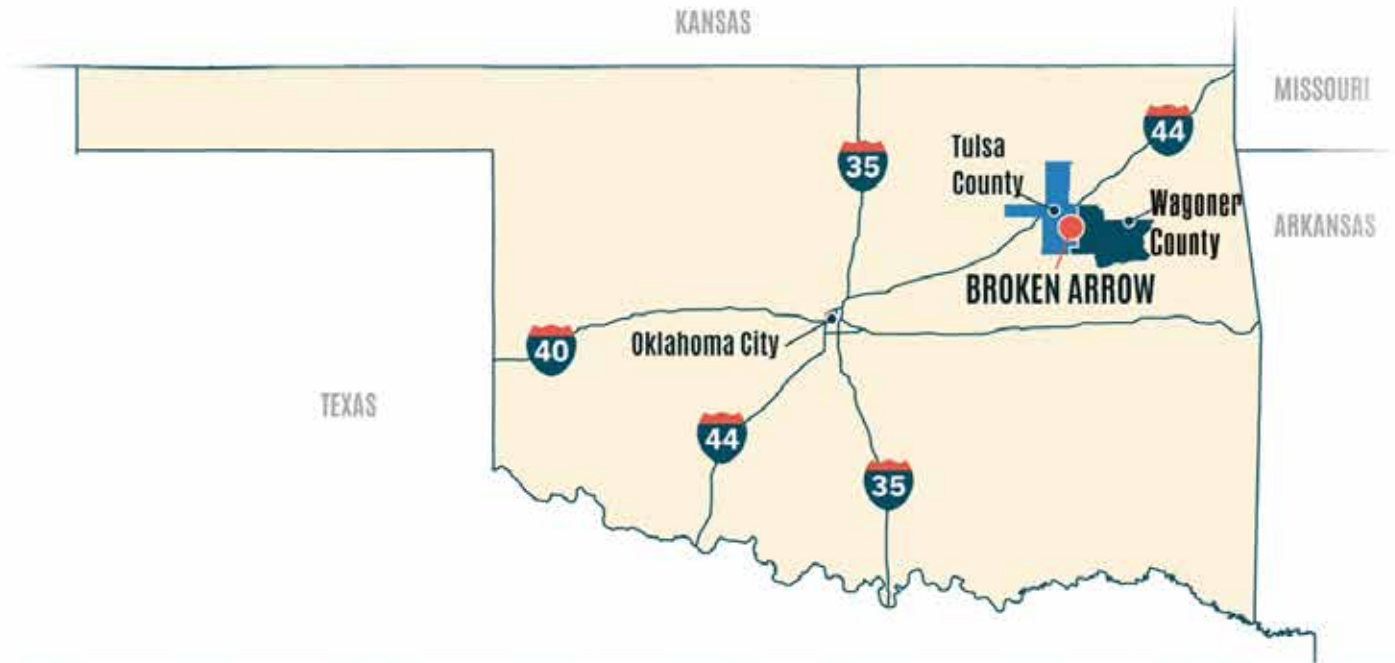 KANSAS
MISSOURI
44
35
Tulsa
County
Wagoner
County
ARKANSAS
BROKEN ARROW
Oklahoma City
40
TEXAS
44
35